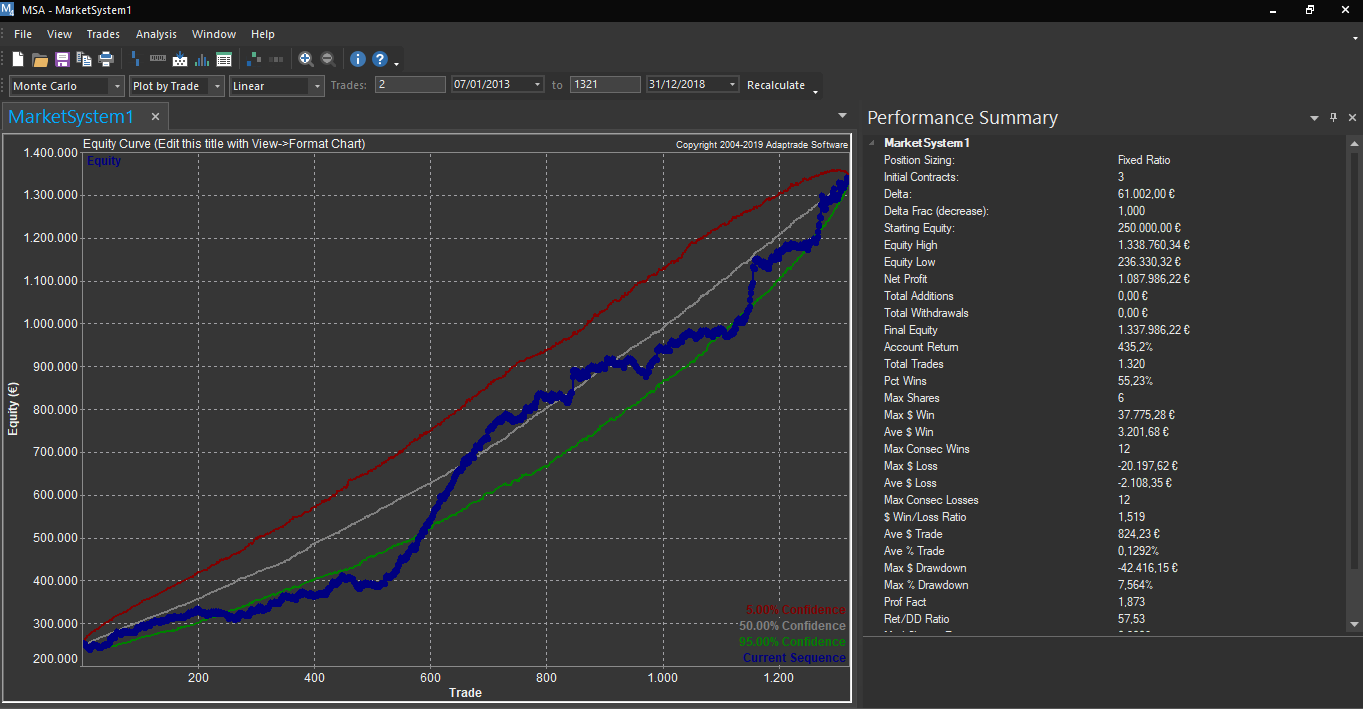 MSA - MarketSystem1
File View Trades Analysis Window Help
Monte Carlo Plot by Trade Linear Trades: 2 07/01/2013 to 1321 31/12/2018 Recalculate
MarketSystem1
Equity Curve (Edit this title with View->Format Chart)
Copyright 2004-2019 Adaptrade Software
Equity
1.400.000
1.300.000
1.200.000
1.100.000
1.000.000
900.000
800.000
700.000
600.000
500.000
400.000
300.000
200.000
Equity (€)
5.00% Confidence
50.00% Confidence
95.00% Confidence
Current Sequence
200 400 600 800 1.000 1.200
Trade
Performance Summary
MarketSystem1
Position Sizing: Fixed Ratio
Initial Contracts: 3
Delta: 61.002,00 €
Delta Frac (decrease): 1,000
Starting Equity: 250.000,00 €
Equity High 1.338.760,34 €
Equity Low 236.330,32 €
Net Profit 1.087.986,22 €
Total Additions 0,00 €
Total Withdrawals 0,00 €
Final Equity 1.337.986,22 €
Account Return 435,2%
Total Trades 1.320
Pct Wins 55,23%
Max Shares 6
Max $ Win 37.775,28 €
Ave $ Win 3.201,68 €
Max Consec Wins 12
Max $ Loss -20.197,62 €
Ave $ Loss -2.108,35 €
Max Consec Losses 12
$ Win/Loss Ratio 1,519
Ave $ Trade 824,23 €
Ave % Trade 0,1292%
Max $ Drawdown -42.416,15 €
Max % Drawdown 7,564%
Prof Fact 1,873
Ret/DD Ratio 57,53